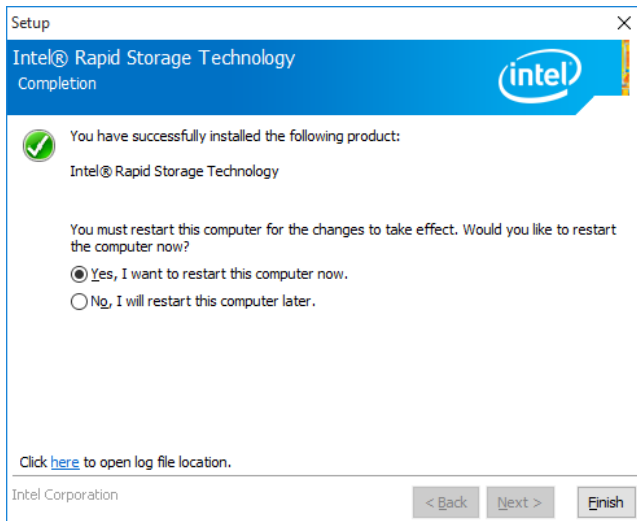 Setup
Intel® Rapid Storage Technology
Completion
intel
You have successfully installed the following product:
Intel® Rapid Storage Technology
You must restart this computer for the changes to take effect. Would you like to restart
the computer now?
Yes, I want to restart this computer now.
No, I will restart this computer later.
Click here to open log file location.
Intel Corporation
< Back Next > Finish